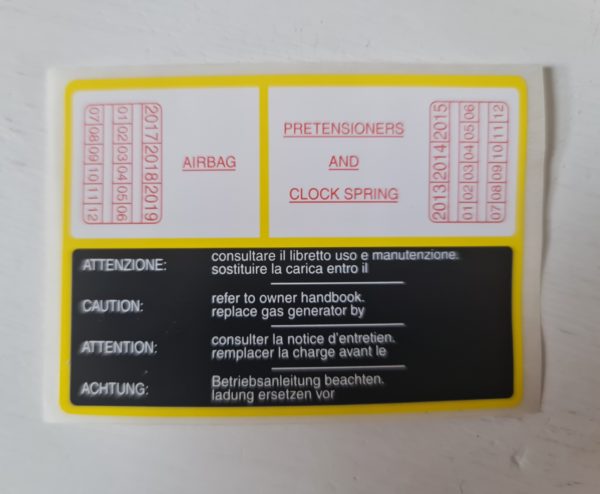 07 08 09 10 11 12
01 02 03 04 05 06
2017 2018 2019
AIRBAG
PRETENSIONERS
AND
CLOCK SPRING
2013 2014 2015
01 02 03 04 05 06
07 08 09 10 11 12
ATTENZIONE:
consultare il libretto uso e manutenzione.
sostituire la carica entro il
CAUTION:
refer to owner handbook.
replace gas generator by
ATTENTION:
consulter la notice d'entretien.
remplacer la charge avant le
ACHTUNG:
Betriebsanleitung beachten.
ladung ersetzen vor